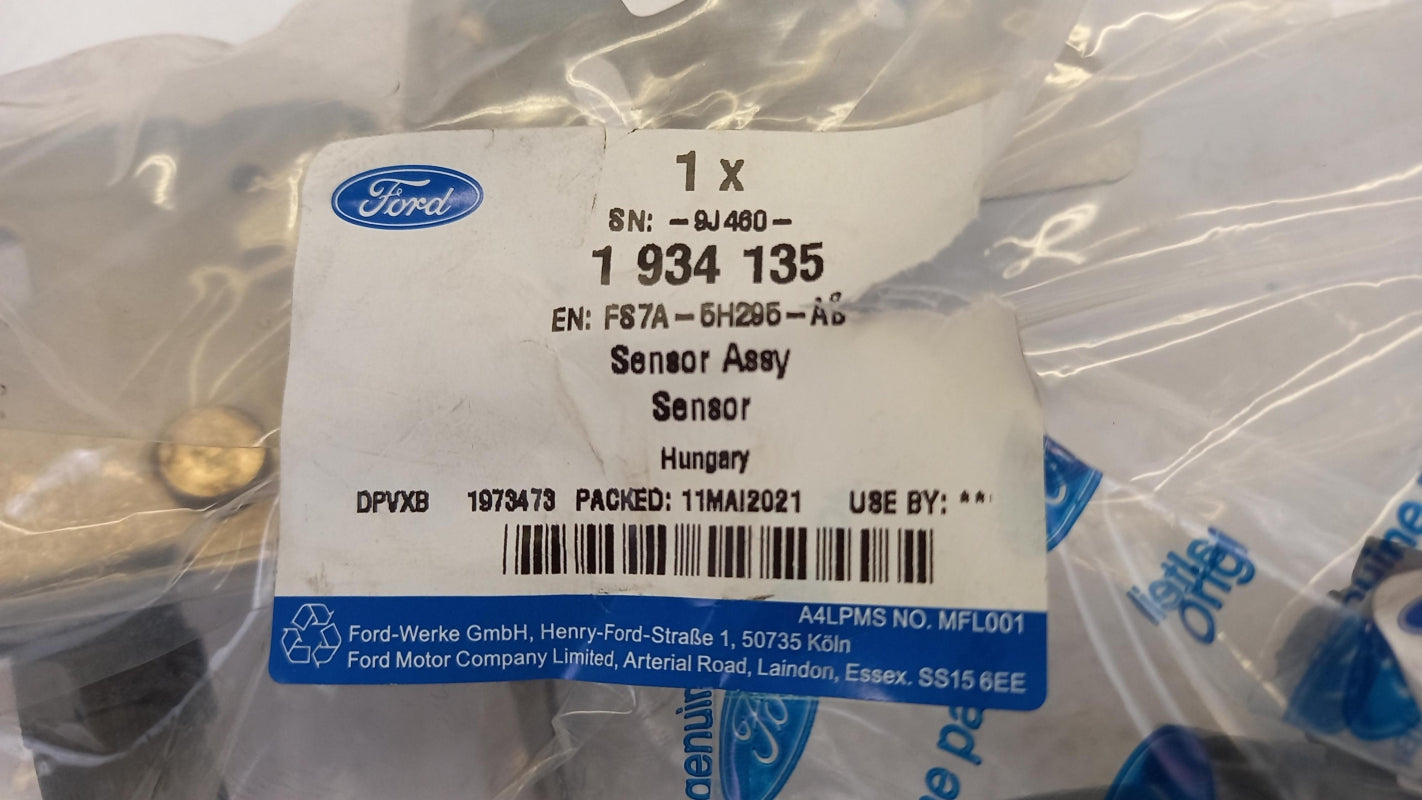 Ford
1 x
SN: -9J460-
1 934 135
EN: FS7A-5H295-AB
Sensor Assy
Sensor
Hungary
DPVXB 1973473 PACKED: 11MAI2021 USE BY: **
A4LPMS NO. MFL001
Ford-Werke GmbH, Henry-Ford-Straße 1, 50735 Köln
Ford Motor Company Limited, Arterial Road, Laindon, Essex. SS15 6EE
Ford